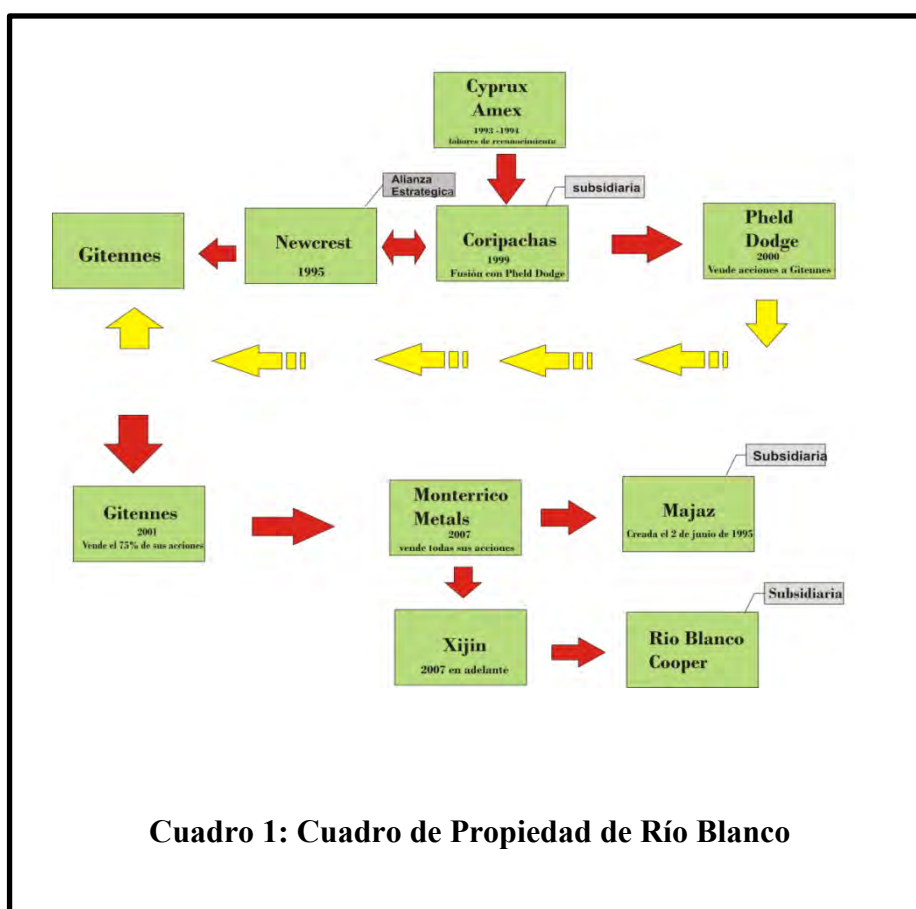 Cyprux
Amex
1993 -1994
labores de reconocimiento
Alianza
Estrategica
subsidiaria
Gitennes
Newcrest
1995
Coripachas
1999
Fusión con Pheld Dodge
Pheld
Dodge
2000
Vende acciones a Gitennes
Gitennes
2001
Vende el 75% de sus acciones
Monterrico
Metals
2007
vende todas sus acciones
Subsidiaria
Majaz
Creada el 2 de junio de 1995
Xijin
2007 en adelante
Subsidiaria
Rio Blanco
Cooper
Cuadro 1: Cuadro de Propiedad de Río Blanco